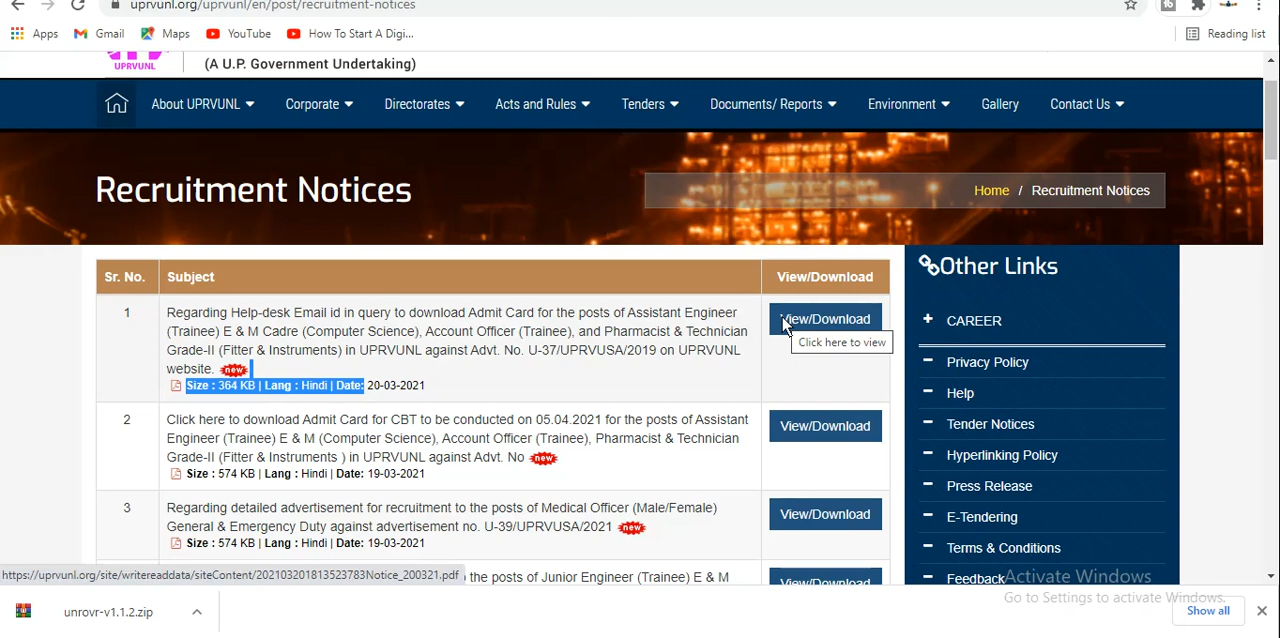 uprvunl.org/uprvunl/en/post/recruitment-notices
Apps Gmail Maps YouTube How To Start A Digi... Reading list
UPRVUNL
(A U.P. Government Undertaking)
About UPRVUNL Corporate Directorates Acts and Rules Tenders Documents/ Reports Environment Gallery Contact Us
Recruitment Notices
Home / Recruitment Notices
Sr. No. Subject View/Download
1 Regarding Help-desk Email id in query to download Admit Card for the posts of Assistant Engineer
(Trainee) E & M Cadre (Computer Science), Account Officer (Trainee), and Pharmacist & Technician
Grade-II (Fitter & Instruments) in UPRVUNL against Advt. No. U-37/UPRVUSA/2019 on UPRVUNL
website. new
Size : 364 KB | Lang : Hindi | Date: 20-03-2021
View/Download
Click here to view
2 Click here to download Admit Card for CBT to be conducted on 05.04.2021 for the posts of Assistant
Engineer (Trainee) E & M (Computer Science), Account Officer (Trainee), Pharmacist & Technician
Grade-II (Fitter & Instruments ) in UPRVUNL against Advt. No new
Size : 574 KB | Lang : Hindi | Date: 19-03-2021
View/Download
3 Regarding detailed advertisement for recruitment to the posts of Medical Officer (Male/Female)
General & Emergency Duty against advertisement no. U-39/UPRVUSA/2021 new
Size : 574 KB | Lang : Hindi | Date: 19-03-2021
View/Download
the posts of Junior Engineer (Trainee) E & M
View/Download
Other Links
CAREER
Privacy Policy
Help
Tender Notices
Hyperlinking Policy
Press Release
E-Tendering
Terms & Conditions
Feedback
https://uprvunl.org/site/writereaddata/siteContent/202103201813523783Notice_200321.pdf
Activate Windows
Go to Settings to activate Windows.
unrovr-v1.1.2.zip
Show all